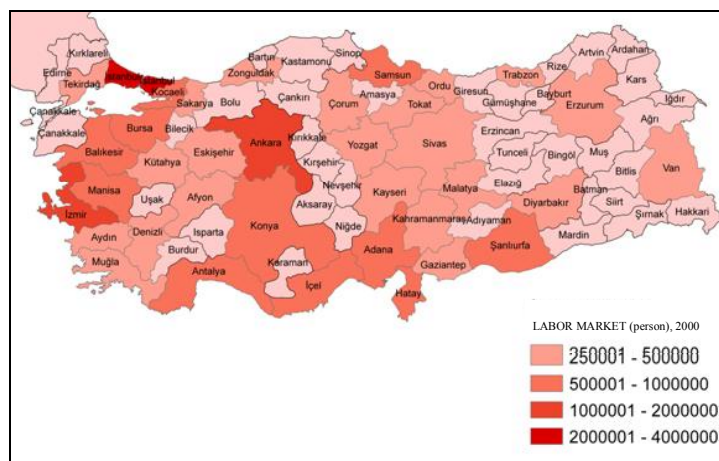 Kırklareli
Edirne
Tekirdağ
İstanbul
İstanbul
Kocaeli
Sakarya
Bolu
Zonguldak
Bartın
Kastamonu
Sinop
Çankırı
Samsun
Amasya
Çorum
Ordu
Tokat
Giresun
Trabzon
Gümüşhane
Rize
Bayburt
Artvin
Ardahan
Kars
Iğdır
Ağrı
Erzurum
Erzincan
Çanakkale
Çanakkale
Balıkesir
Bursa
Bilecik
Kütahya
Eskişehir
Ankara
Kırıkkale
Kırşehir
Yozgat
Sivas
Tunceli
Bingöl
Muş
Bitlis
Van
Manisa
İzmir
Uşak
Afyon
Konya
Aksaray
Nevşehir
Kayseri
Malatya
Elazığ
Diyarbakır
Batman
Siirt
Şırnak
Hakkari
Aydın
Denizli
Muğla
Burdur
Isparta
Antalya
Karaman
Niğde
İçel
Adana
Hatay
Kahramanmaraş
Adıyaman
Gaziantep
Şanlıurfa
Mardin
LABOR MARKET (person), 2000
250001 - 500000
500001 - 1000000
1000001 - 2000000
2000001 - 4000000